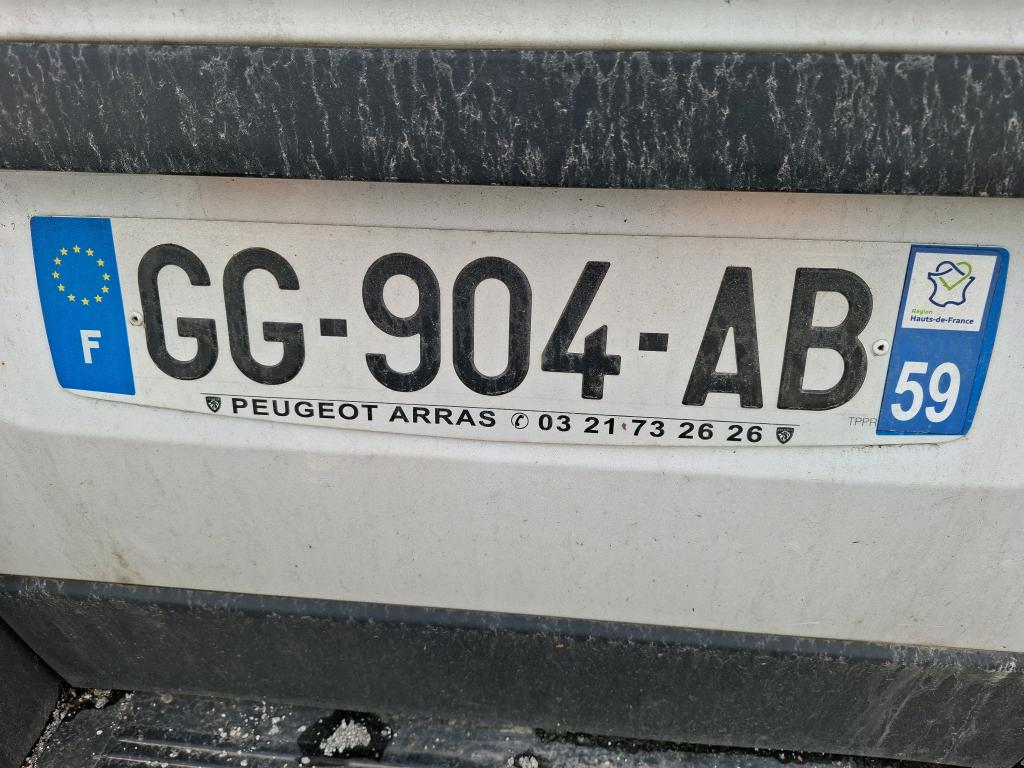 F
GG-904-AB
Région
Hauts-de-France
59
PEUGEOT ARRAS ✆ 03 21 73 26 26
TPPR